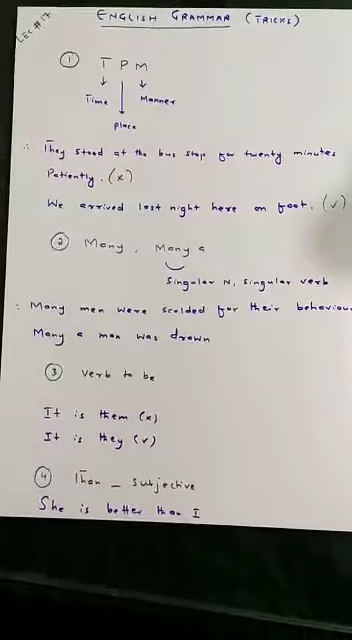 LEC #17
ENGLISH GRAMMAR (TRICKS)
① T P M
Time Manner
Place
∴ They stood at the bus stop for twenty minutes
Patiently. (x)
We arrived last night here on foot. (✓)
② Many, Many a
Singular N, singular verb
∴ Many men were scolded for their behaviour
Many a man was drawn
③ Verb to be
It is them (x)
It is they (✓)
④ Than _ subjective
She is better than I